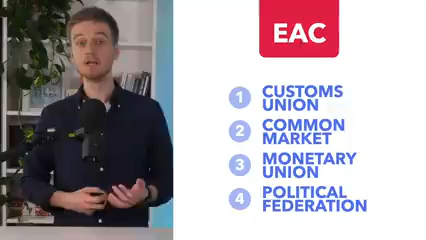 EAC
1 CUSTOMS
UNION
2 COMMON
MARKET
3 MONETARY
UNION
4 POLITICAL
FEDERATION